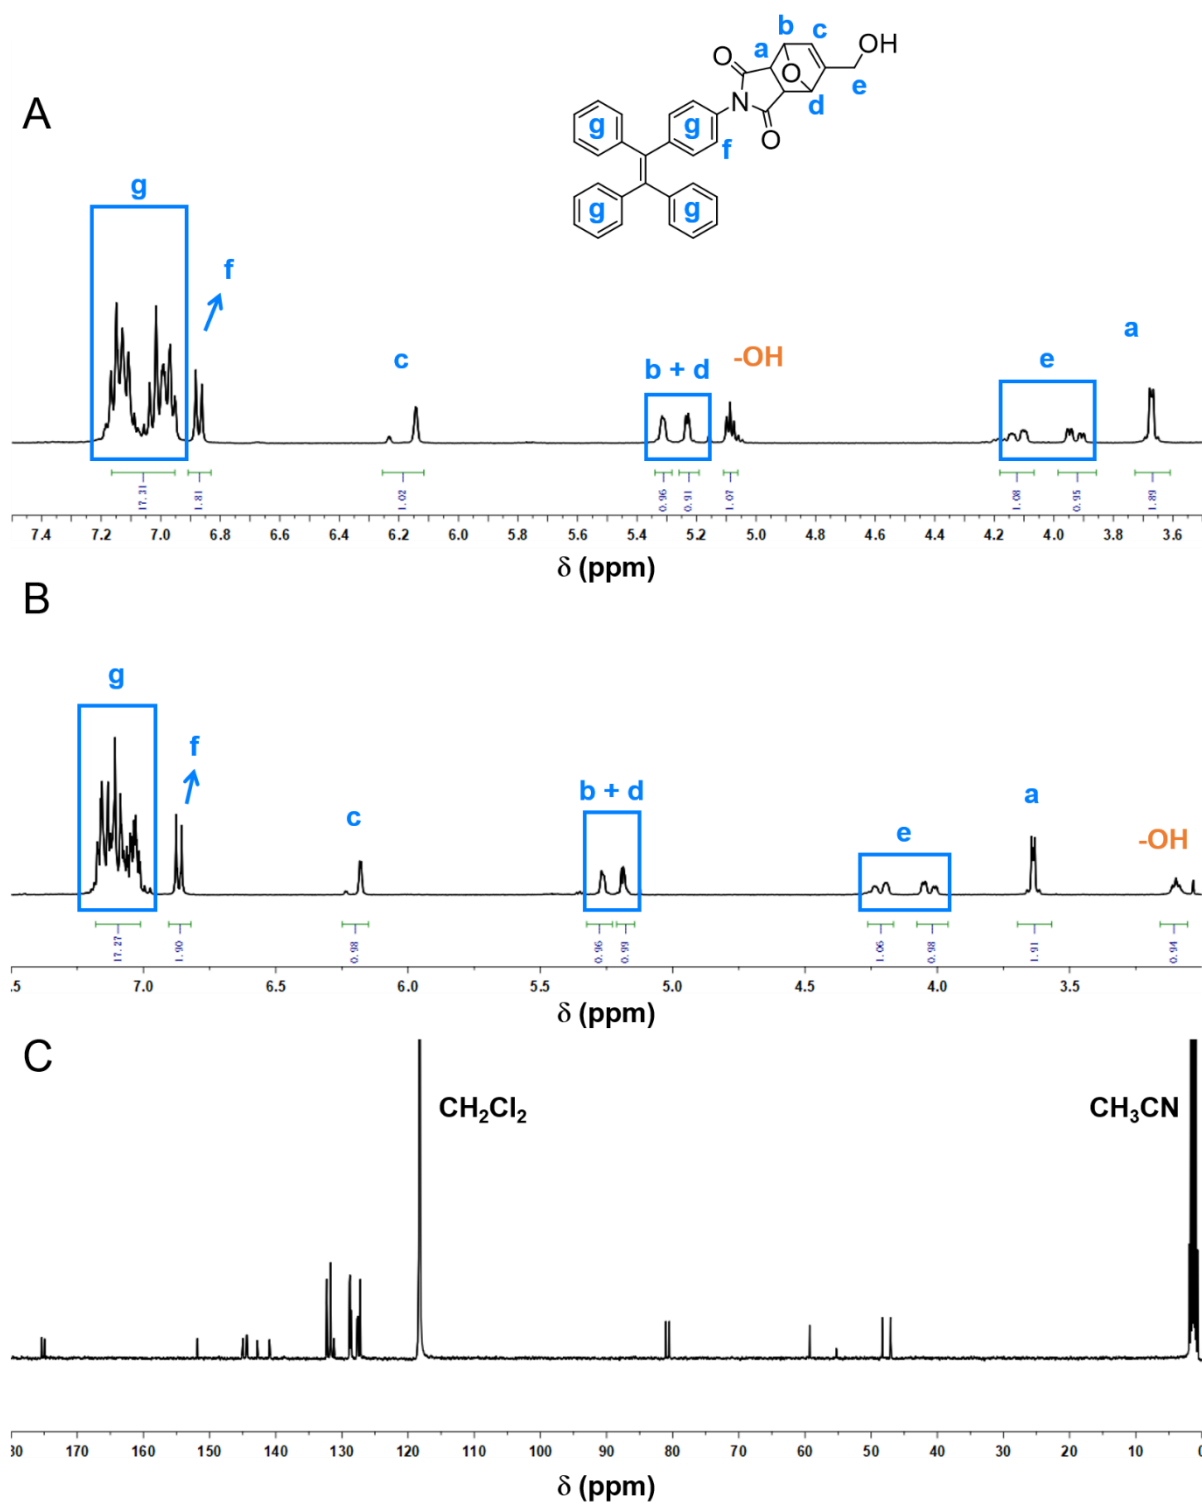 A
b
c
OH
a
O
O
e
N
d
O
g
g
f
g
g
g
f
c
b + d
-OH
e
a
17.31
1.81
1.02
0.96
0.91
1.07
1.08
0.95
1.89
7.4 7.2 7.0 6.8 6.6 6.4 6.2 6.0 5.8 5.6 5.4 5.2 5.0 4.8 4.6 4.4 4.2 4.0 3.8 3.6
δ (ppm)
B
g
f
c
b + d
e
a
-OH
17.27
1.90
0.98
0.96
0.99
1.06
0.98
1.91
0.94
.5 7.0 6.5 6.0 5.5 5.0 4.5 4.0 3.5
δ (ppm)
C
CH2Cl2
CH3CN
80 170 160 150 140 130 120 110 100 90 80 70 60 50 40 30 20 10 0
δ (ppm)